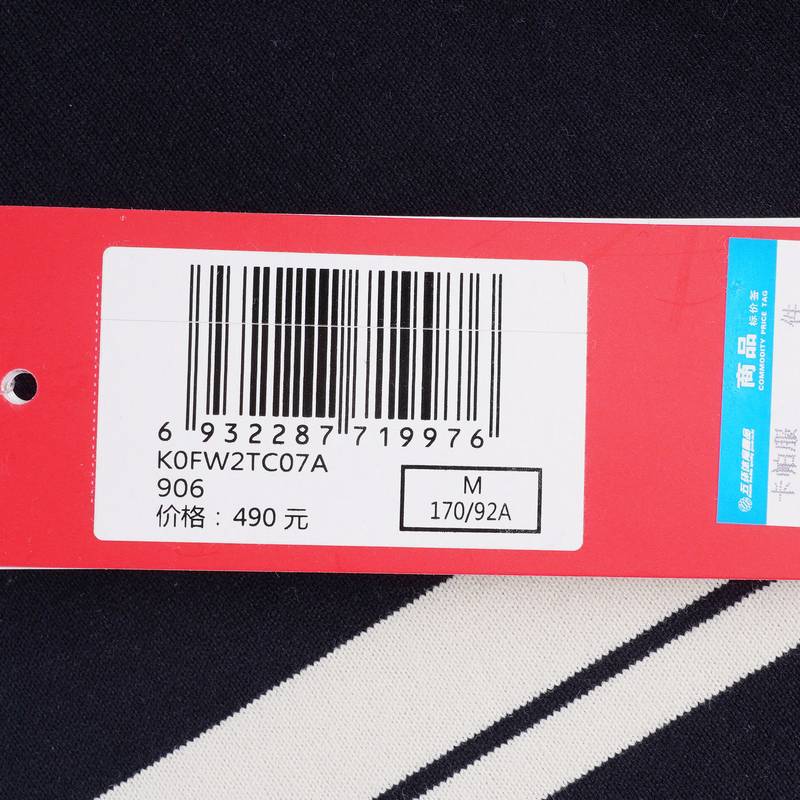 6 932287 719976
K0FW2TC07A
906
价格：490 元
M
170/92A
商品 标价签
COMMODITY PRICE TAG
件